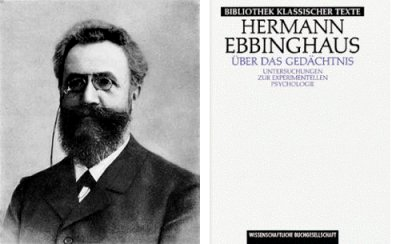 BIBLIOTHEK KLASSISCHER TEXTE
HERMANN
EBBINGHAUS
ÜBER DAS GEDÄCHTNIS
UNTERSUCHUNGEN
ZUR EXPERIMENTELLEN
PSYCHOLOGIE
WISSENSCHAFTLICHE BUCHGESELLSCHAFT